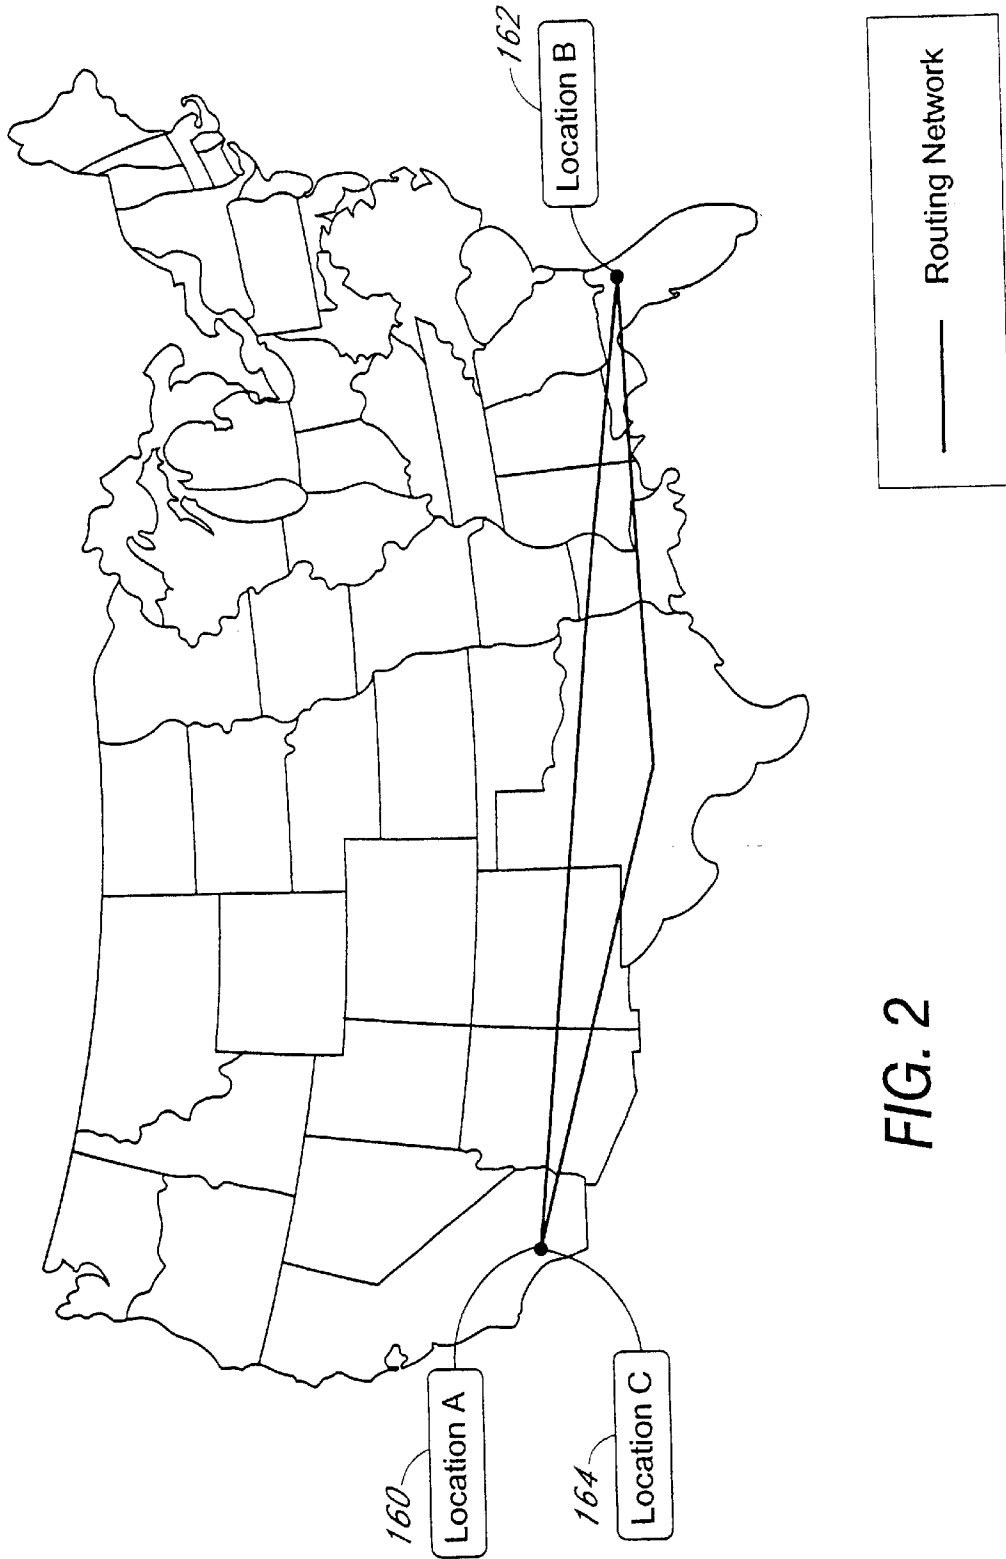 160
Location A
164
Location C
162
Location B
Routing Network
FIG. 2